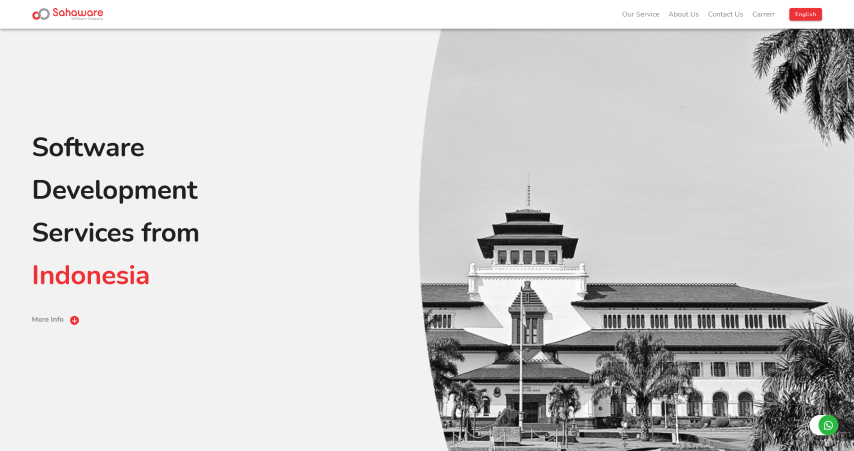 Sahaware
Software Company
Our Service
About Us
Contact Us
Carrerr
English
Software
Development
Services from
Indonesia
More Info